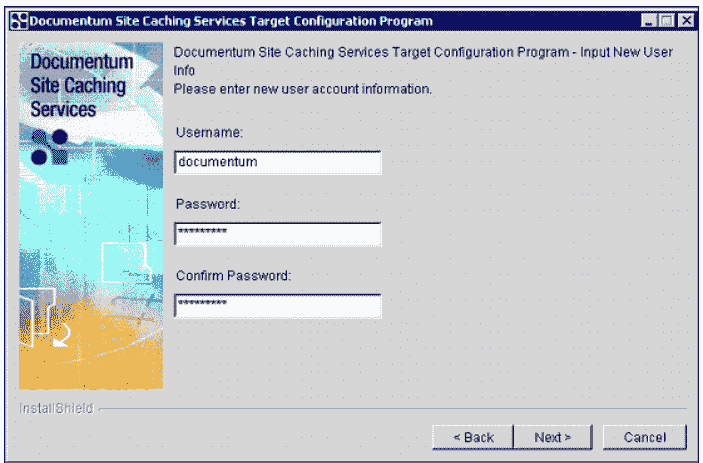 Documentum Site Caching Services Target Configuration Program
Documentum
Site Caching
Services
Documentum Site Caching Services Target Configuration Program - Input New User
Info
Please enter new user account information.
Username:
documentum
Password:
*********
Confirm Password:
*********
InstallShield
< Back
Next >
Cancel